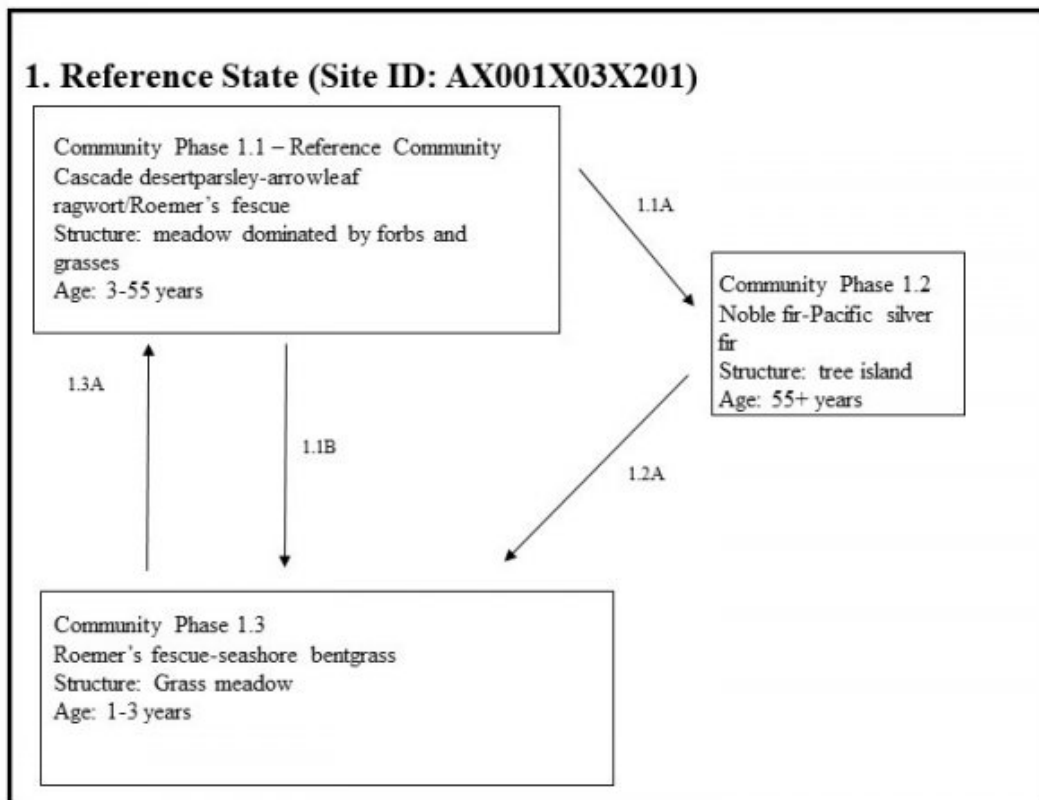 1. Reference State (Site ID: AX001X03X201)
Community Phase 1.1 – Reference Community
Cascade desertparsley-arrowleaf
ragwort/Roemer's fescue
Structure: meadow dominated by forbs and
grasses
Age: 3-55 years
1.1A
Community Phase 1.2
Noble fir-Pacific silver
fir
Structure: tree island
Age: 55+ years
1.3A
1.1B
1.2A
Community Phase 1.3
Roemer's fescue-seashore bentgrass
Structure: Grass meadow
Age: 1-3 years